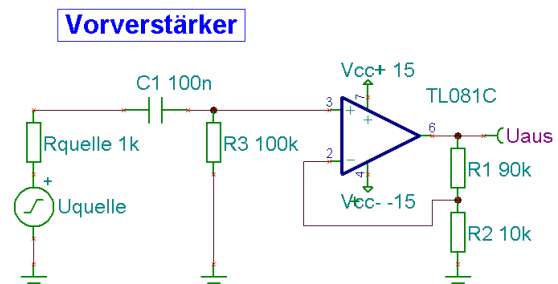 Vorverstärker
C1 100n
Vcc+ 15
TL081C
3
7
+
+
6
Uaus
Rquelle 1k
R3 100k
2
-
4
R1 90k
+
Uquelle
+
Vcc- -15
R2 10k